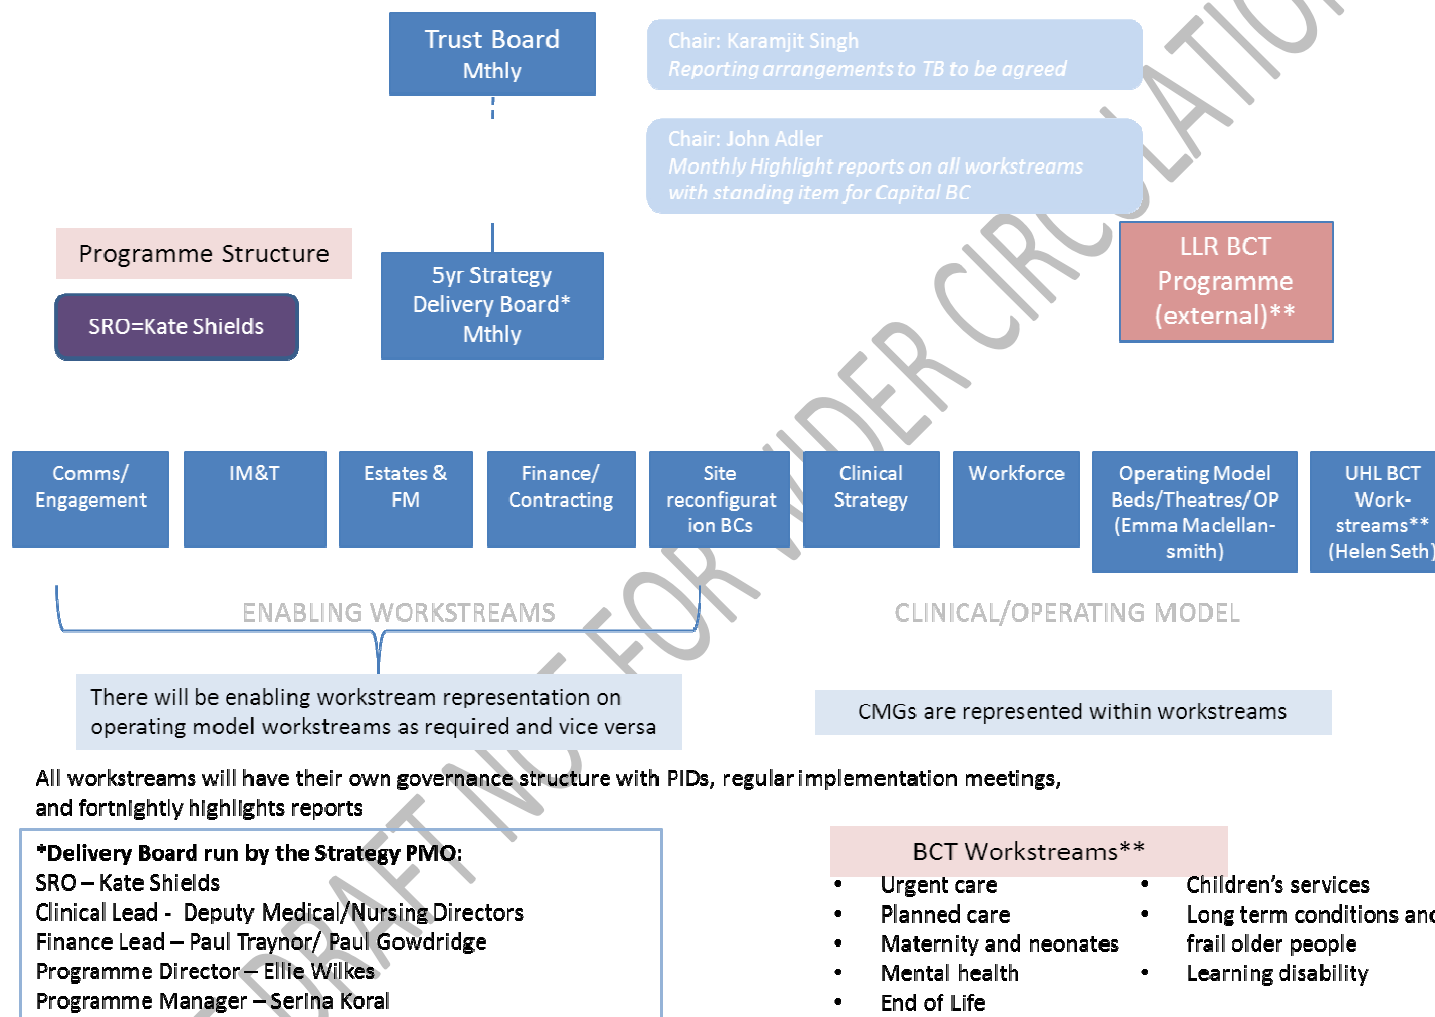 Trust Board
Mthly
Chair: Karamjit Singh
Reporting arrangements to TB to be agreed
Chair: John Adler
Monthly Highlight reports on all workstreams
with standing item for Capital BC
Programme Structure
SRO=Kate Shields
5yr Strategy
Delivery Board*
Mthly
LLR BCT
Programme
(external)**
Comms/
Engagement
IM&T
Estates &
FM
Finance/
Contracting
Site
reconfigurat
ion BCs
Clinical
Strategy
Workforce
Operating Model
Beds/Theatres/OP
(Emma Maclellan-
smith)
UHL BCT
Work-
streams**
(Helen Seth)
ENABLING WORKSTREAMS
CLINICAL/OPERATING MODEL
There will be enabling workstream representation on
operating model workstreams as required and vice versa
CMGs are represented within workstreams
All workstreams will have their own governance structure with PIDs, regular implementation meetings,
and fortnightly highlights reports
*Delivery Board run by the Strategy PMO:
SRO – Kate Shields
Clinical Lead - Deputy Medical/Nursing Directors
Finance Lead – Paul Traynor/ Paul Gowdridge
Programme Director – Ellie Wilkes
Programme Manager – Serina Koral
BCT Workstreams**
• Urgent care
• Planned care
• Maternity and neonates
• Mental health
• End of Life
• Children's services
• Long term conditions and
frail older people
• Learning disability
DRAFT NOT FOR WIDER CIRCULATION